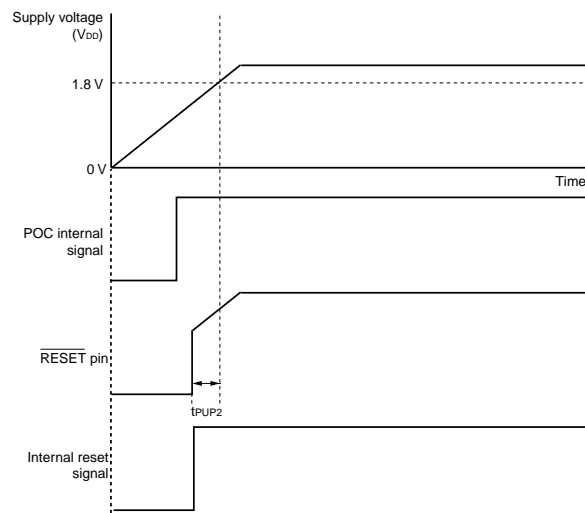 Supply voltage
(VDD)
1.8 V
0 V
Time
POC internal
signal
RESET pin
tPUP2
Internal reset
signal